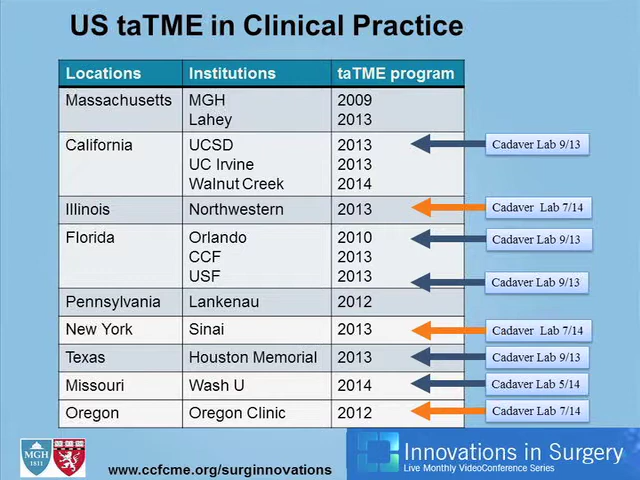 US taTME in Clinical Practice
Locations Institutions taTME program
Massachusetts MGH 2009
Lahey 2013
California UCSD 2013 Cadaver Lab 9/13
UC Irvine 2013
Walnut Creek 2014
Illinois Northwestern 2013 Cadaver Lab 7/14
Florida Orlando 2010 Cadaver Lab 9/13
CCF 2013
USF 2013 Cadaver Lab 9/13
Pennsylvania Lankenau 2012
New York Sinai 2013 Cadaver Lab 7/14
Texas Houston Memorial 2013 Cadaver Lab 9/13
Missouri Wash U 2014 Cadaver Lab 5/14
Oregon Oregon Clinic 2012 Cadaver Lab 7/14
MGH
1811
www.ccfcme.org/surginnovations
Innovations in Surgery
Live Monthly VideoConference Series